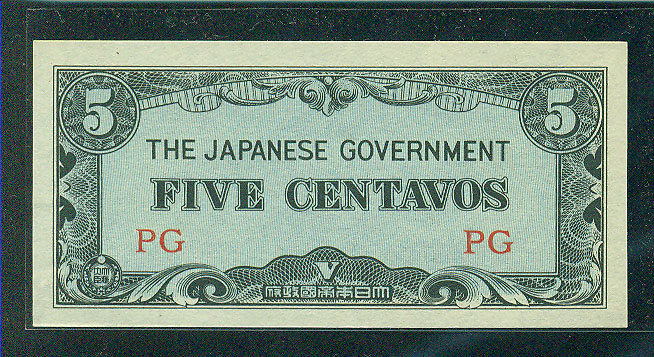 5 5
THE JAPANESE GOVERNMENT
FIVE CENTAVOS
PG PG
V
大日本帝國政府